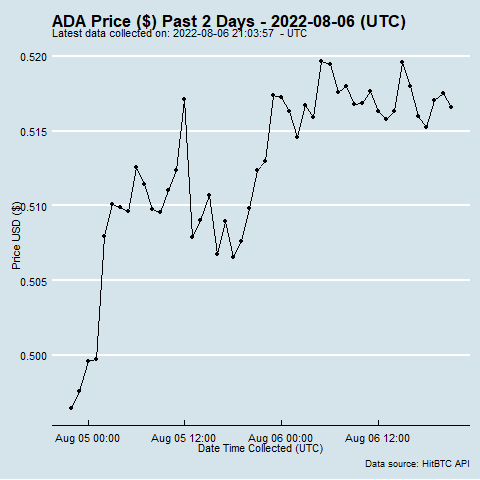 ADA Price ($) Past 2 Days - 2022-08-06 (UTC)
Latest data collected on: 2022-08-06 21:03:57  - UTC
0.520
0.515
0.510
0.505
0.500
Price USD ($)
Aug 05 00:00
Aug 05 12:00
Aug 06 00:00
Aug 06 12:00
Date Time Collected (UTC)
Data source: HitBTC API